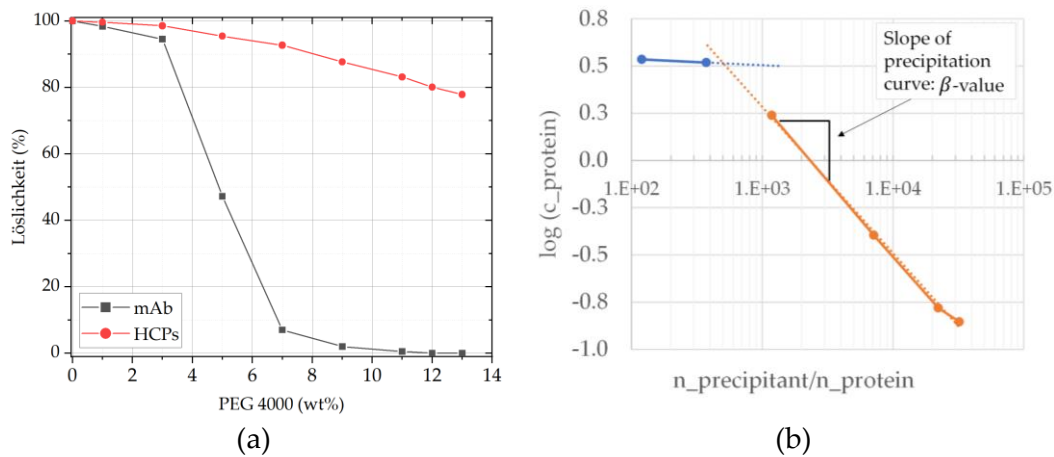 100
80
60
40
20
0
Löslichkeit (%)
mAb
HCPs
0 2 4 6 8 10 12 14
PEG 4000 (wt%)
(a)
0.8
0.5
0.3
0.0
-0.3
-0.5
-0.8
-1.0
log (c_protein)
Slope of
precipitation
curve: β-value
1.E+02 1.E+03 1.E+04 1.E+05
n_precipitant/n_protein
(b)